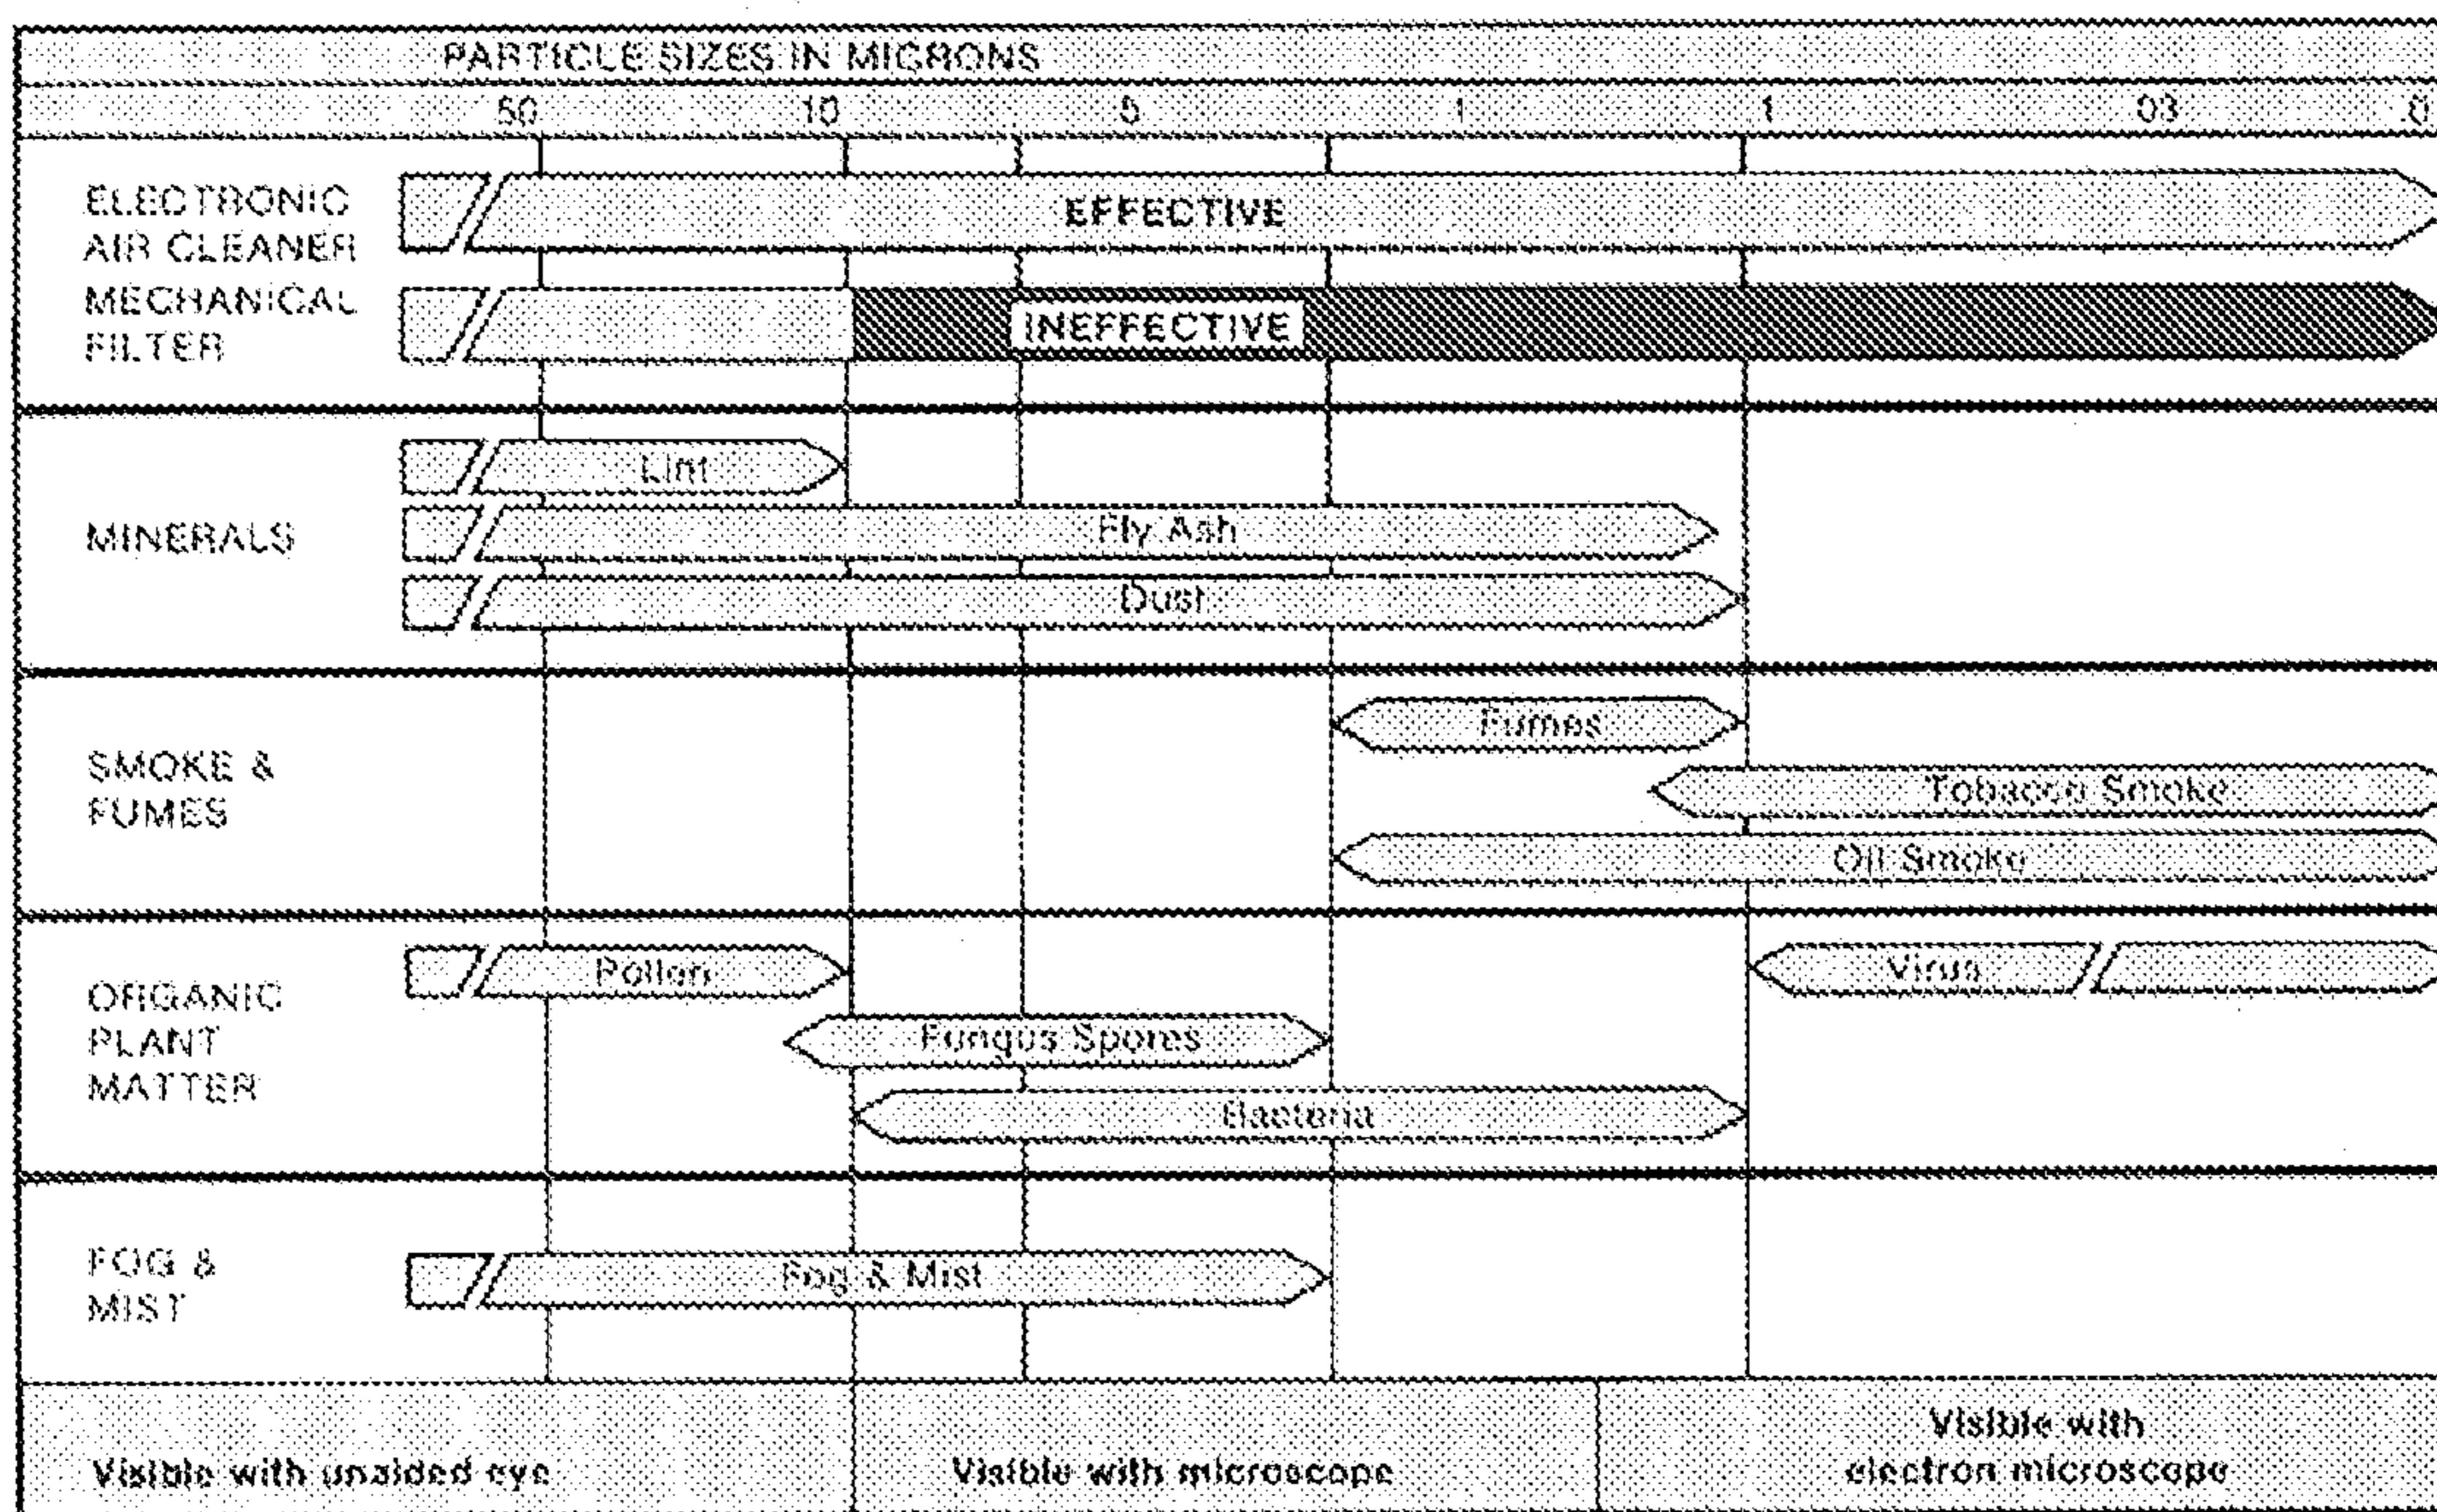 PARTICLE SIZES IN MICRONS
50 10 5 1 1 03 .0
ELECTRONIC
AIR CLEANER
EFFECTIVE
MECHANICAL
FILTER
INEFFECTIVE
MINERALS
Lint
Fly Ash
Dust
SMOKE &
FUMES
Fumes
Tobacco Smoke
Oil Smoke
ORGANIC
PLANT
MATTER
Pollen
Virus
Fungus Spores
Bacteria
FOG &
MIST
Fog & Mist
Visible with unaided eye
Visible with microscope
Visible with
electron microscope